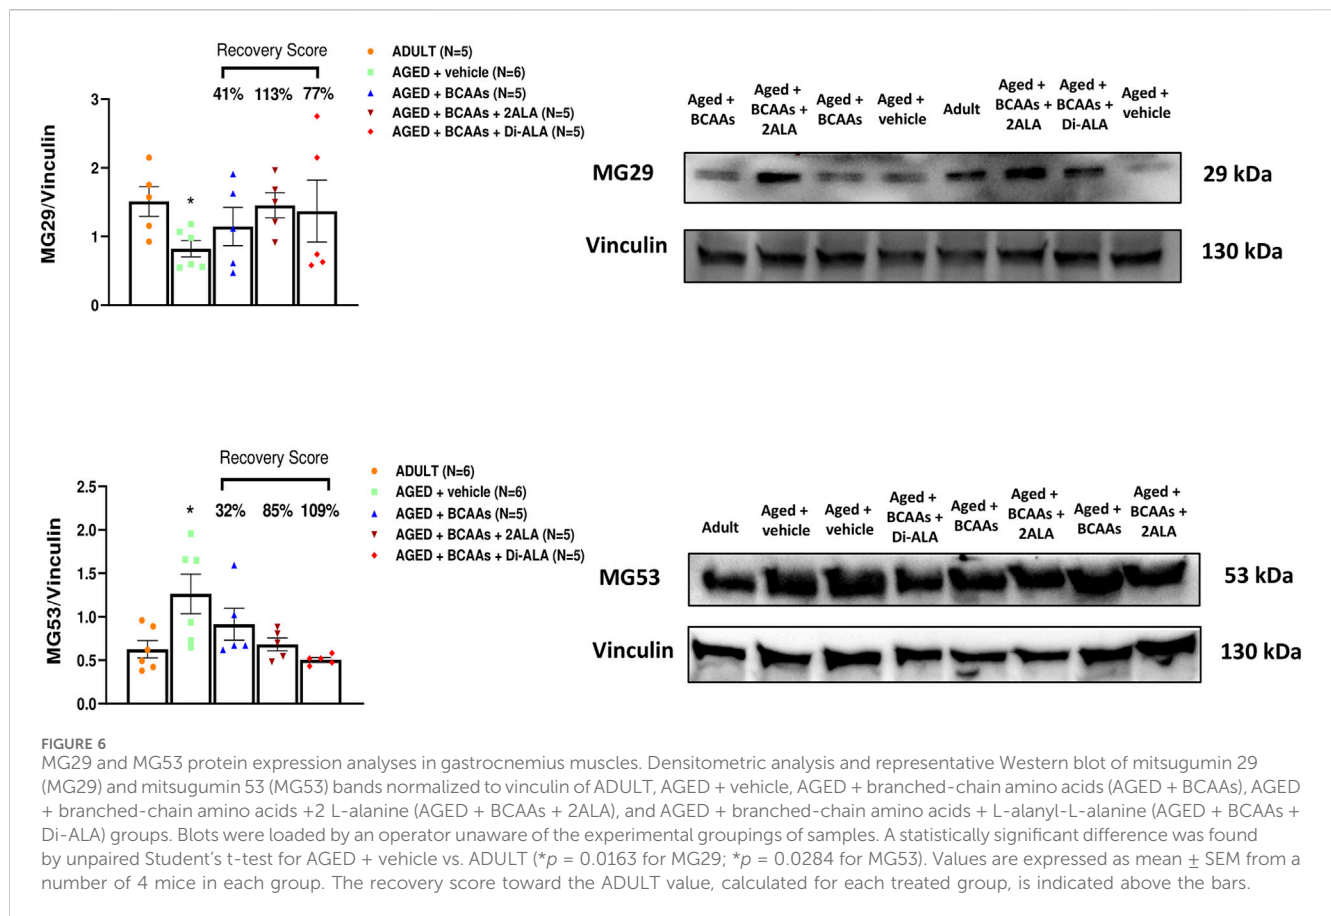 Recovery Score
41% 113% 77%
ADULT (N=5)
AGED + vehicle (N=6)
AGED + BCAAs (N=5)
AGED + BCAAs + 2ALA (N=5)
AGED + BCAAs + Di-ALA (N=5)
MG29/Vinculin
3
2
1
0
*
Aged + BCAAs
Aged + BCAAs + 2ALA
Aged + BCAAs
Aged + vehicle
Adult
Aged + BCAAs + 2ALA
Aged + BCAAs + Di-ALA
Aged + vehicle
MG29
29 kDa
Vinculin
130 kDa
Recovery Score
32% 85% 109%
ADULT (N=6)
AGED + vehicle (N=6)
AGED + BCAAs (N=5)
AGED + BCAAs + 2ALA (N=5)
AGED + BCAAs + Di-ALA (N=5)
MG53/Vinculin
2.5
2.0
1.5
1.0
0.5
0.0
*
Adult
Aged + vehicle
Aged + vehicle
Aged + BCAAs + Di-ALA
Aged + BCAAs
Aged + BCAAs + 2ALA
Aged + BCAAs
Aged + BCAAs + 2ALA
MG53
53 kDa
Vinculin
130 kDa
FIGURE 6
MG29 and MG53 protein expression analyses in gastrocnemius muscles. Densitometric analysis and representative Western blot of mitsugumin 29
(MG29) and mitsugumin 53 (MG53) bands normalized to vinculin of ADULT, AGED + vehicle, AGED + branched-chain amino acids (AGED + BCAAs), AGED
+ branched-chain amino acids +2 L-alanine (AGED + BCAAs + 2ALA), and AGED + branched-chain amino acids + L-alanyl-L-alanine (AGED + BCAAs +
Di-ALA) groups. Blots were loaded by an operator unaware of the experimental groupings of samples. A statistically significant difference was found
by unpaired Student's t-test for AGED + vehicle vs. ADULT (*p = 0.0163 for MG29; *p = 0.0284 for MG53). Values are expressed as mean ± SEM from a
number of 4 mice in each group. The recovery score toward the ADULT value, calculated for each treated group, is indicated above the bars.